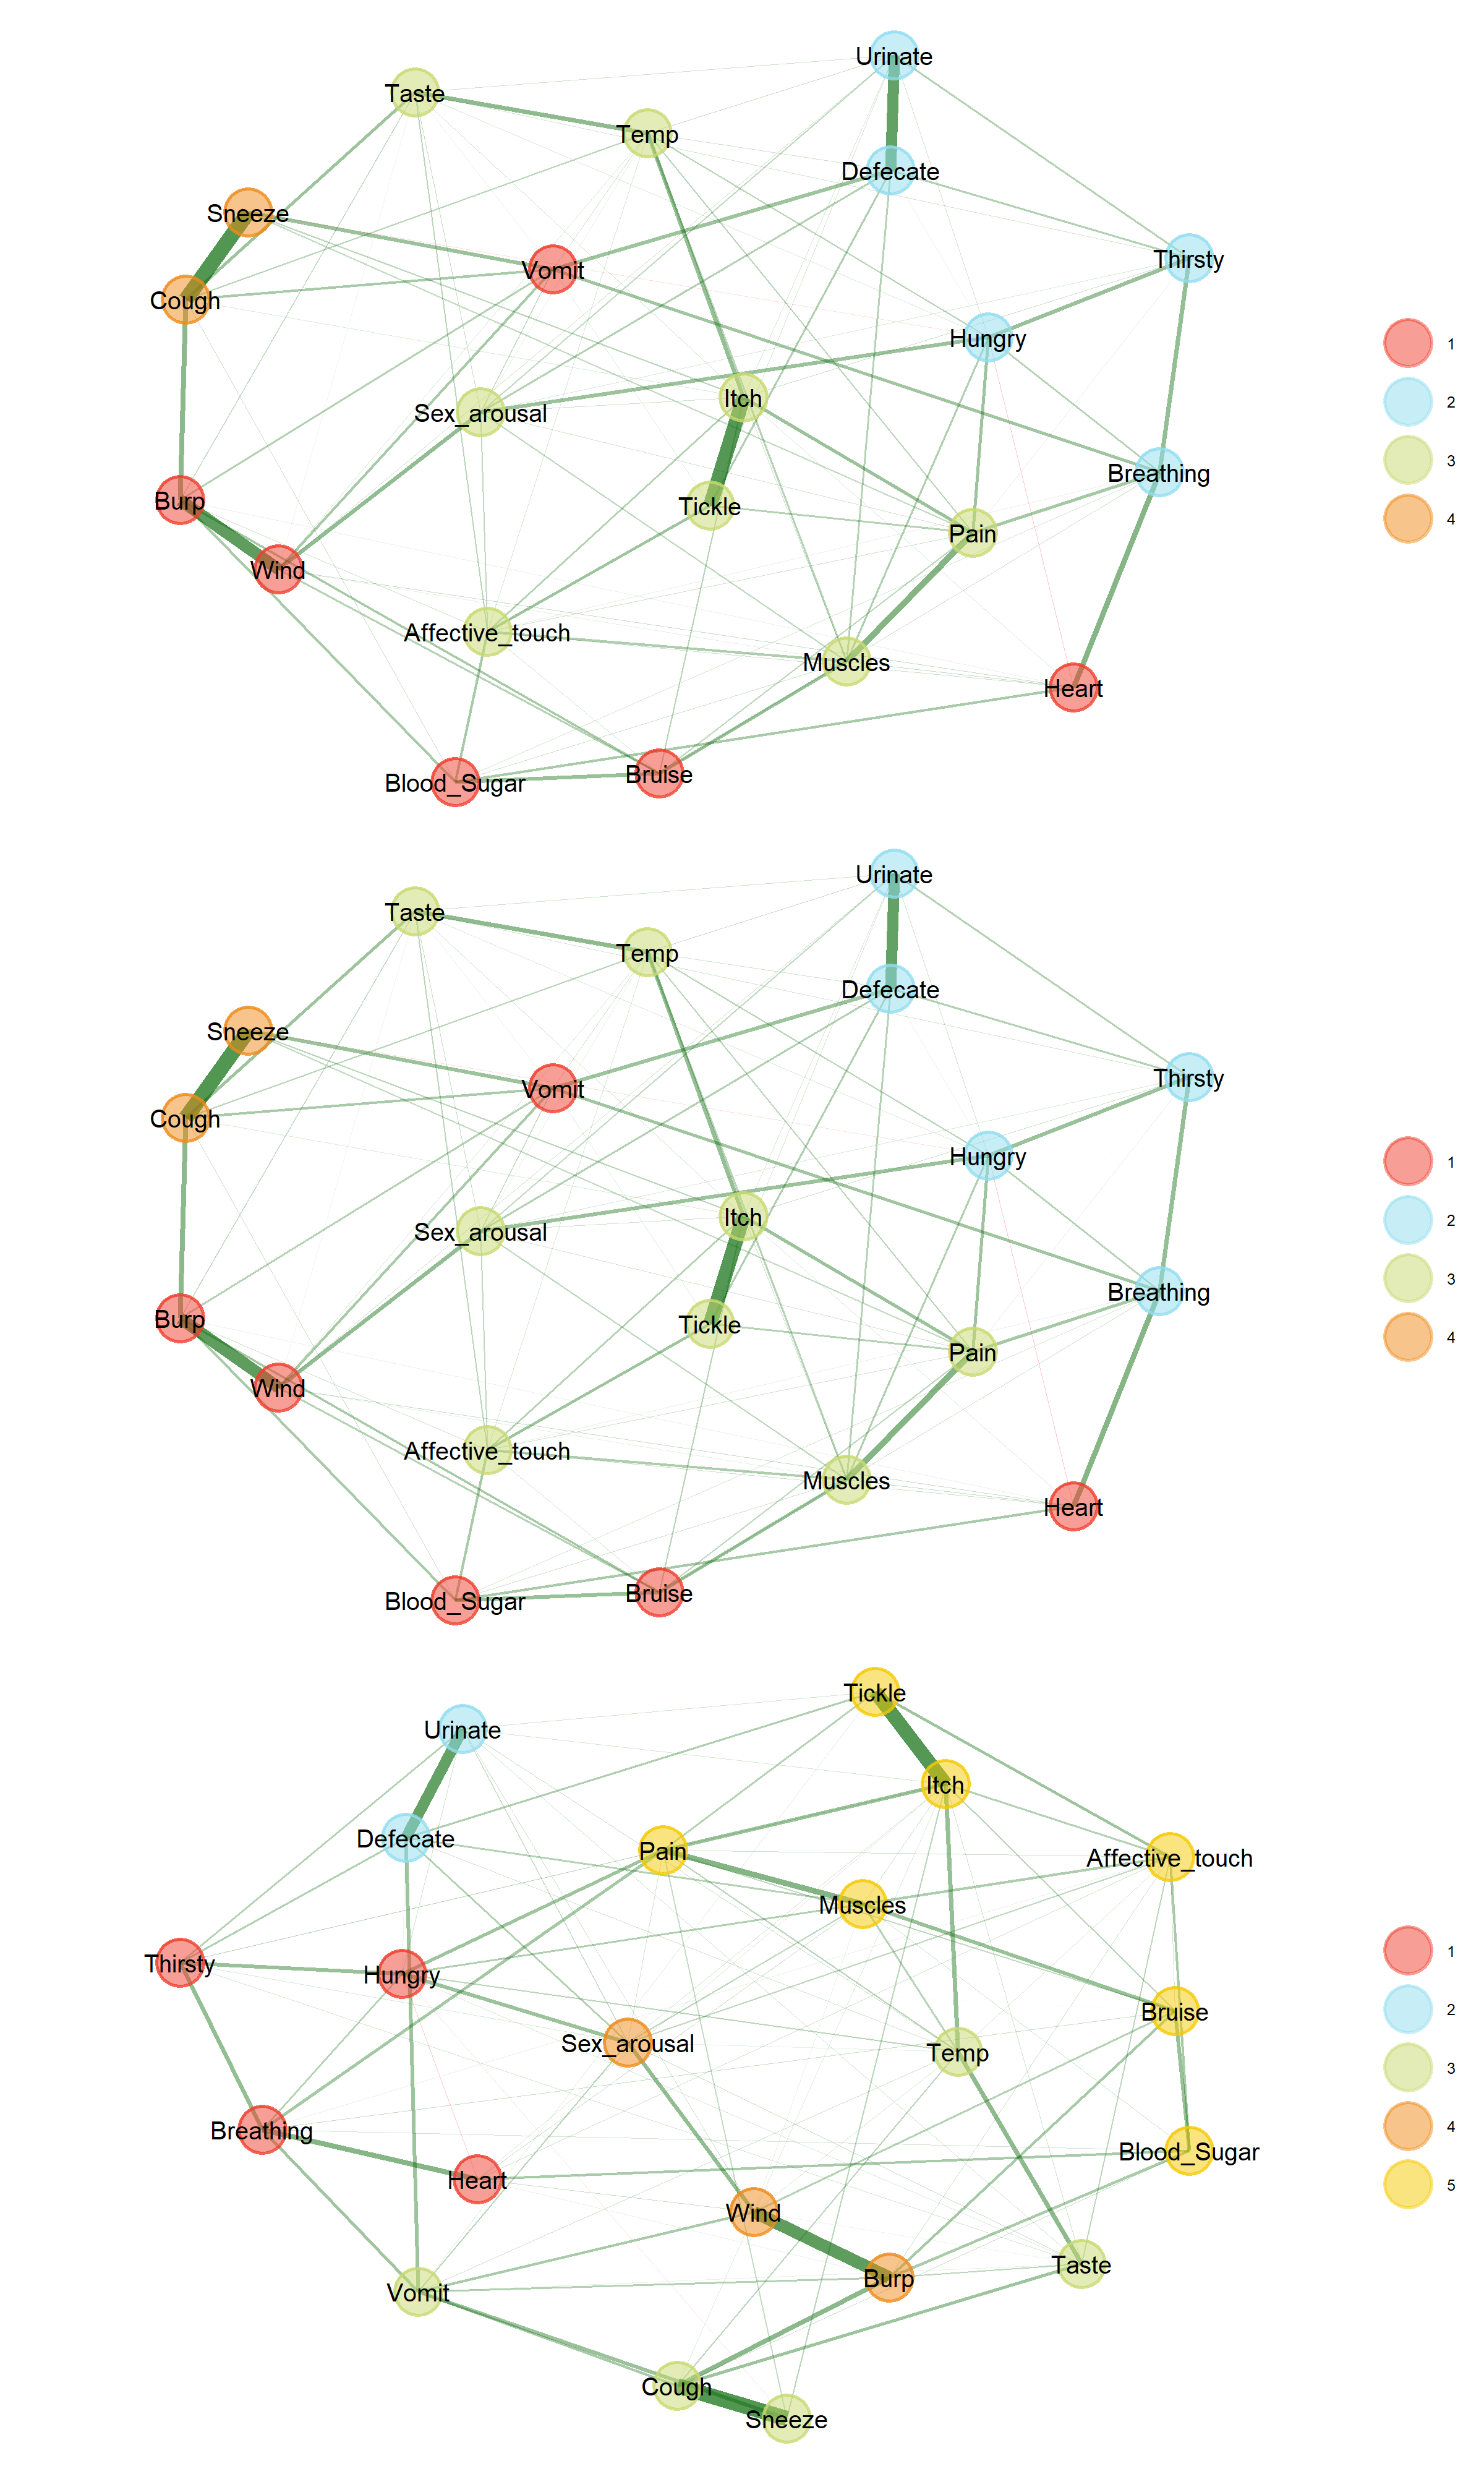 Urinate
Taste
Temp
Defecate
Sneeze
Thirsty
Vomit
Cough
Hungry
1
Itch
2
Sex_arousal
3
Breathing
Burp
Tickle
4
Pain
Wind
Affective_touch
Muscles
Heart
Bruise
Blood_Sugar
Urinate
Taste
Temp
Defecate
Sneeze
Thirsty
Vomit
Cough
Hungry
1
Itch
2
Sex_arousal
3
Breathing
Burp
Tickle
4
Pain
Wind
Affective_touch
Muscles
Heart
Bruise
Blood_Sugar
Tickle
Urinate
Itch
Defecate
Pain
Affective_touch
Muscles
1
Thirsty
Hungry
2
Bruise
Sex_arousal
Temp
3
4
Breathing
Blood_Sugar
Heart
5
Wind
Taste
Burp
Vomit
Cough
Sneeze